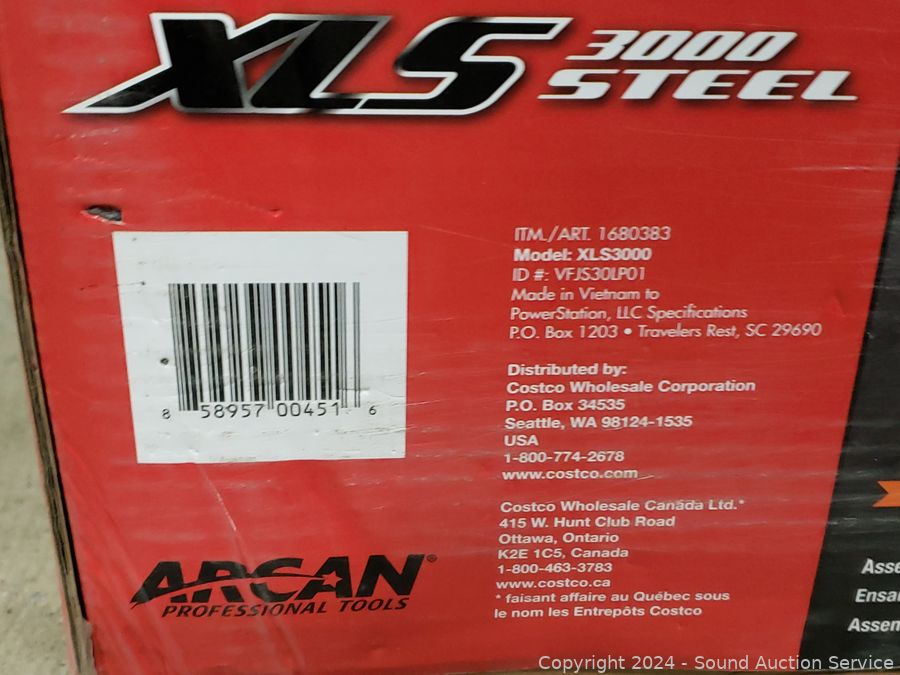 XLS 3000
STEEL
ITM./ART. 1680383
Model: XLS3000
ID #: VFJS30LP01
Made in Vietnam to
PowerStation, LLC Specifications
P.O. Box 1203 • Travelers Rest, SC 29690
8 58957 00451 6
Distributed by:
Costco Wholesale Corporation
P.O. Box 34535
Seattle, WA 98124-1535
USA
1-800-774-2678
www.costco.com
Costco Wholesale Canada Ltd.*
415 W. Hunt Club Road
Ottawa, Ontario
K2E 1C5, Canada
1-800-463-3783
www.costco.ca
* faisant affaire au Québec sous
le nom les Entrepôts Costco
ARCAN®
PROFESSIONAL TOOLS
Asse
Ensa
Assem
Copyright © 2024 - Sound Auction Service